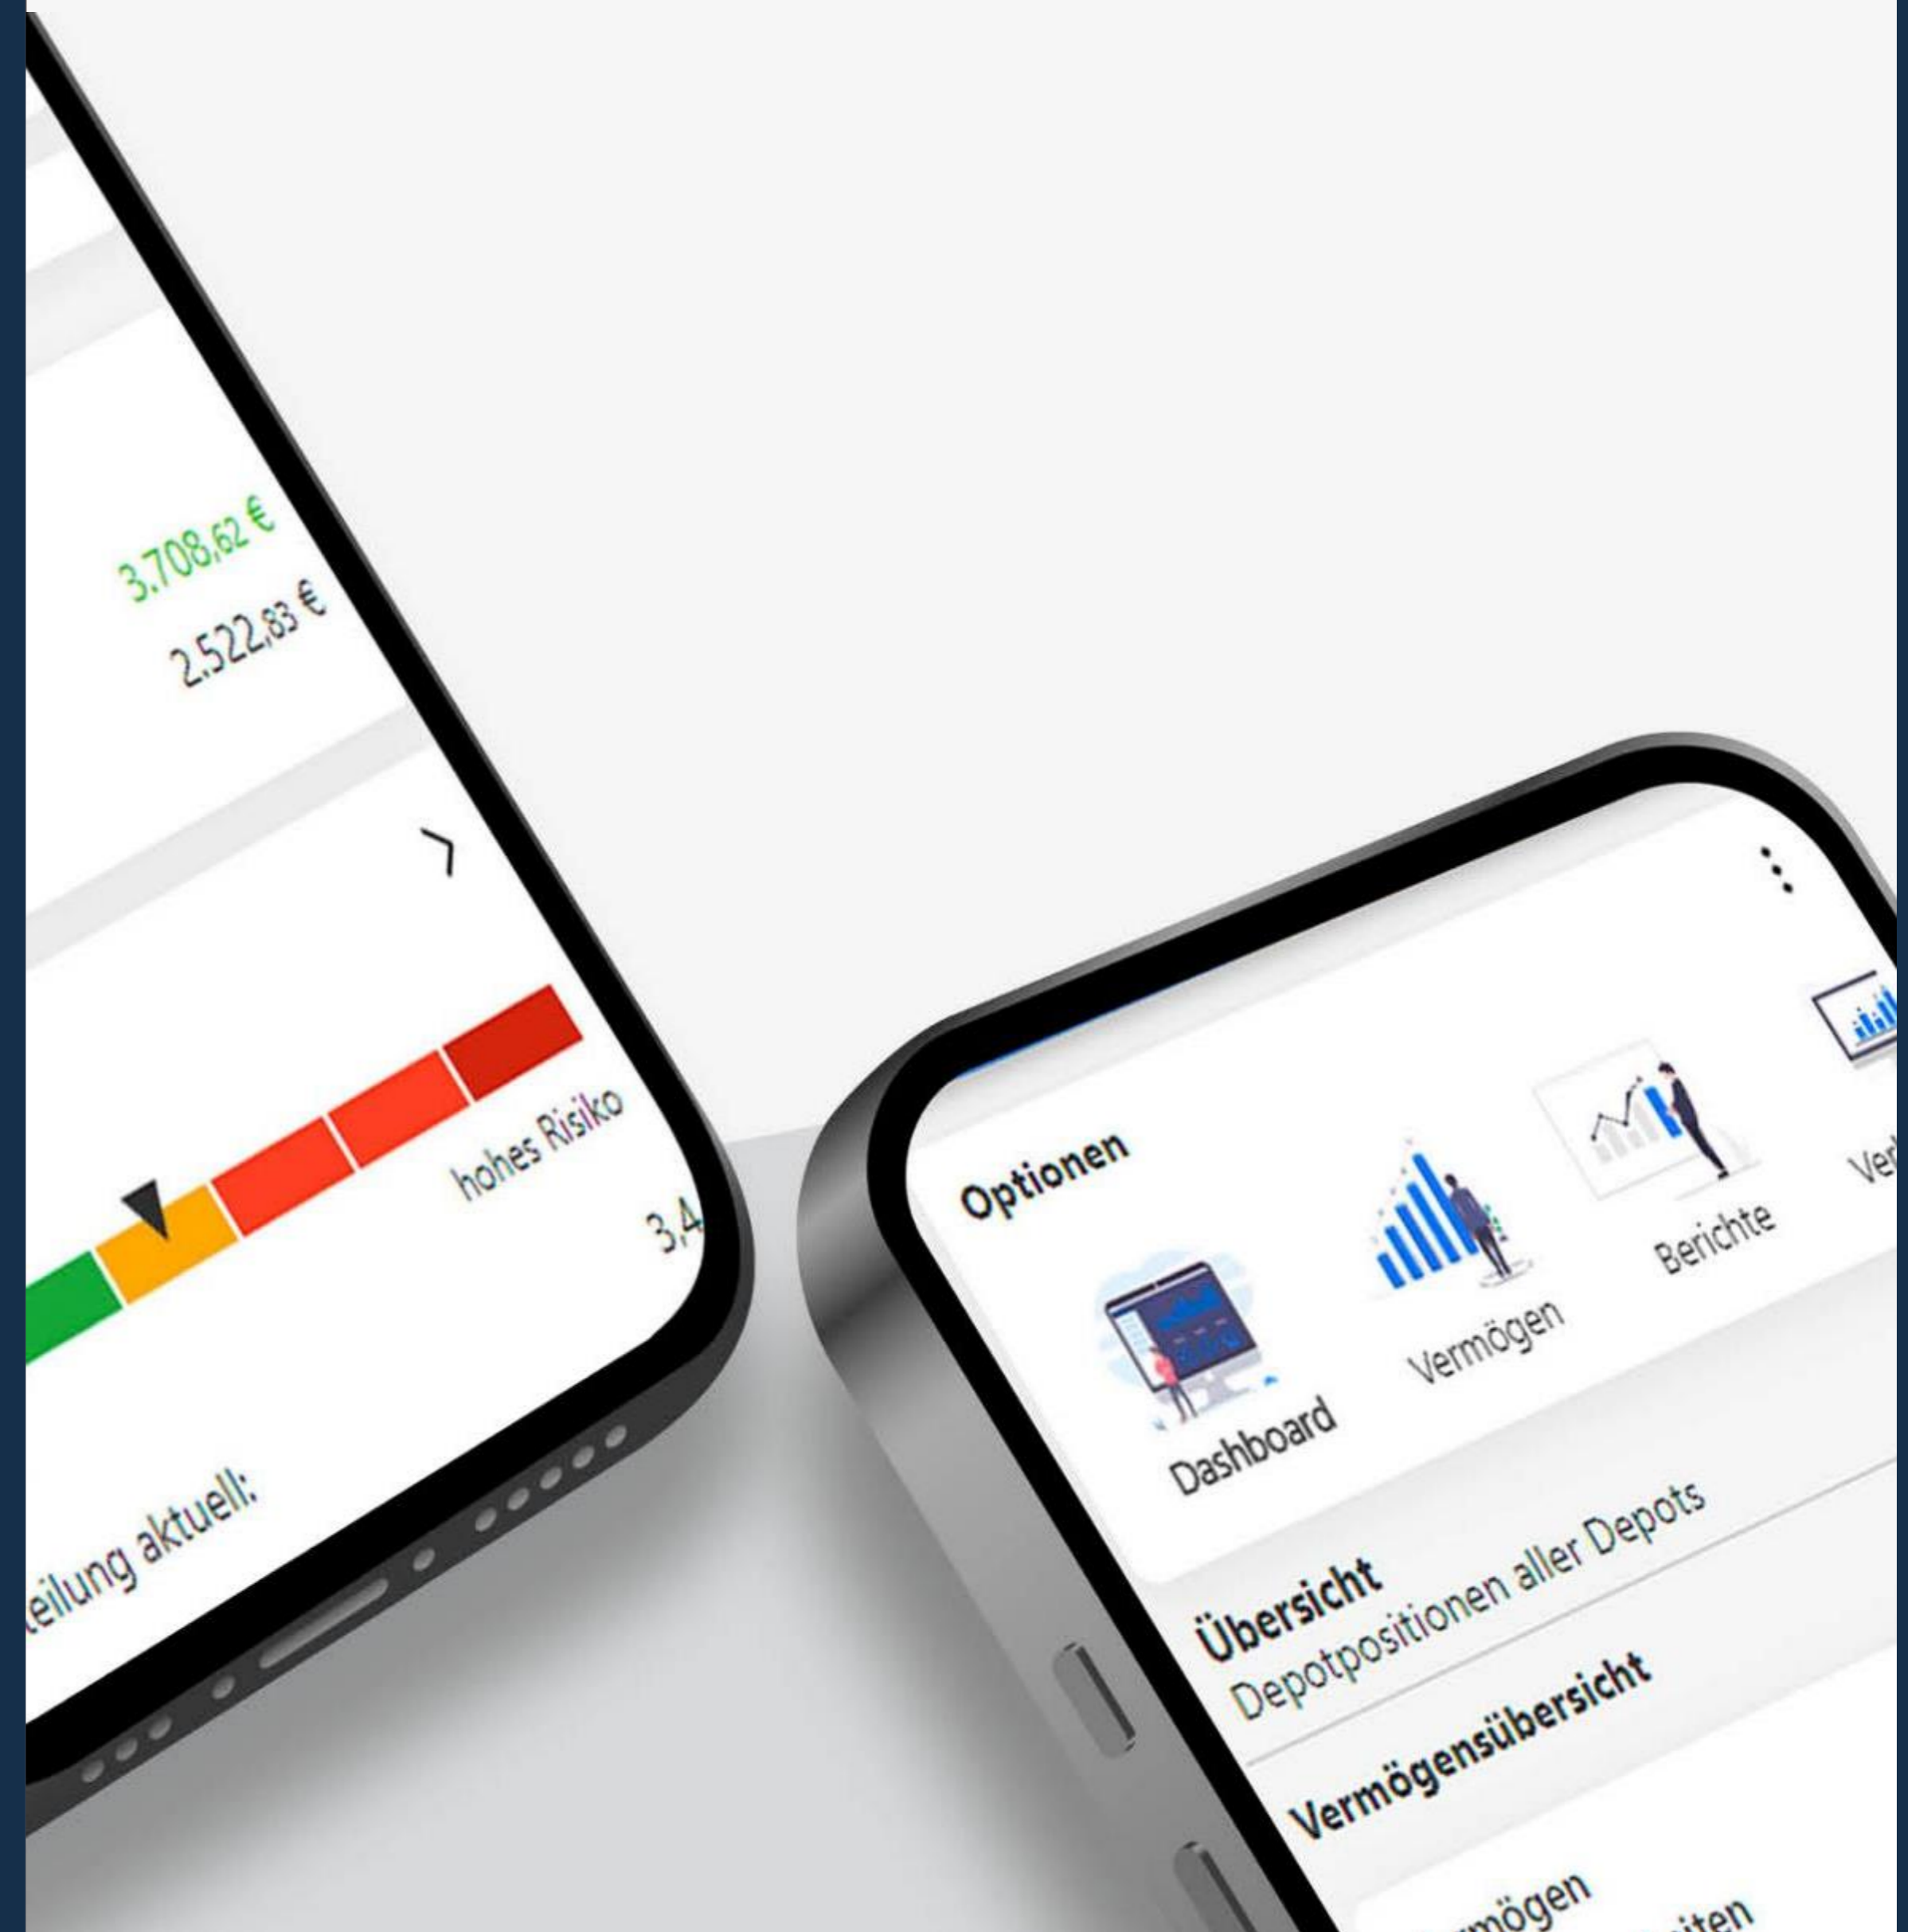 3.708,62 €
2.522,83 €
hohes Risiko
3,4
eilung aktuell:
Optionen
Dashboard
Vermögen
Berichte
Ver
Übersicht
Depotpositionen aller Depots
Vermögensübersicht
mögen
iten